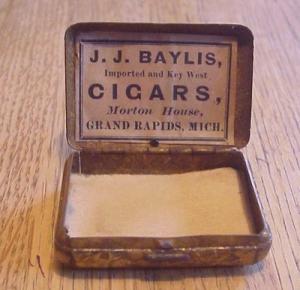 J. J. BAYLIS,
Imported and Key West
CIGARS,
Morton House,
GRAND RAPIDS, MICH.